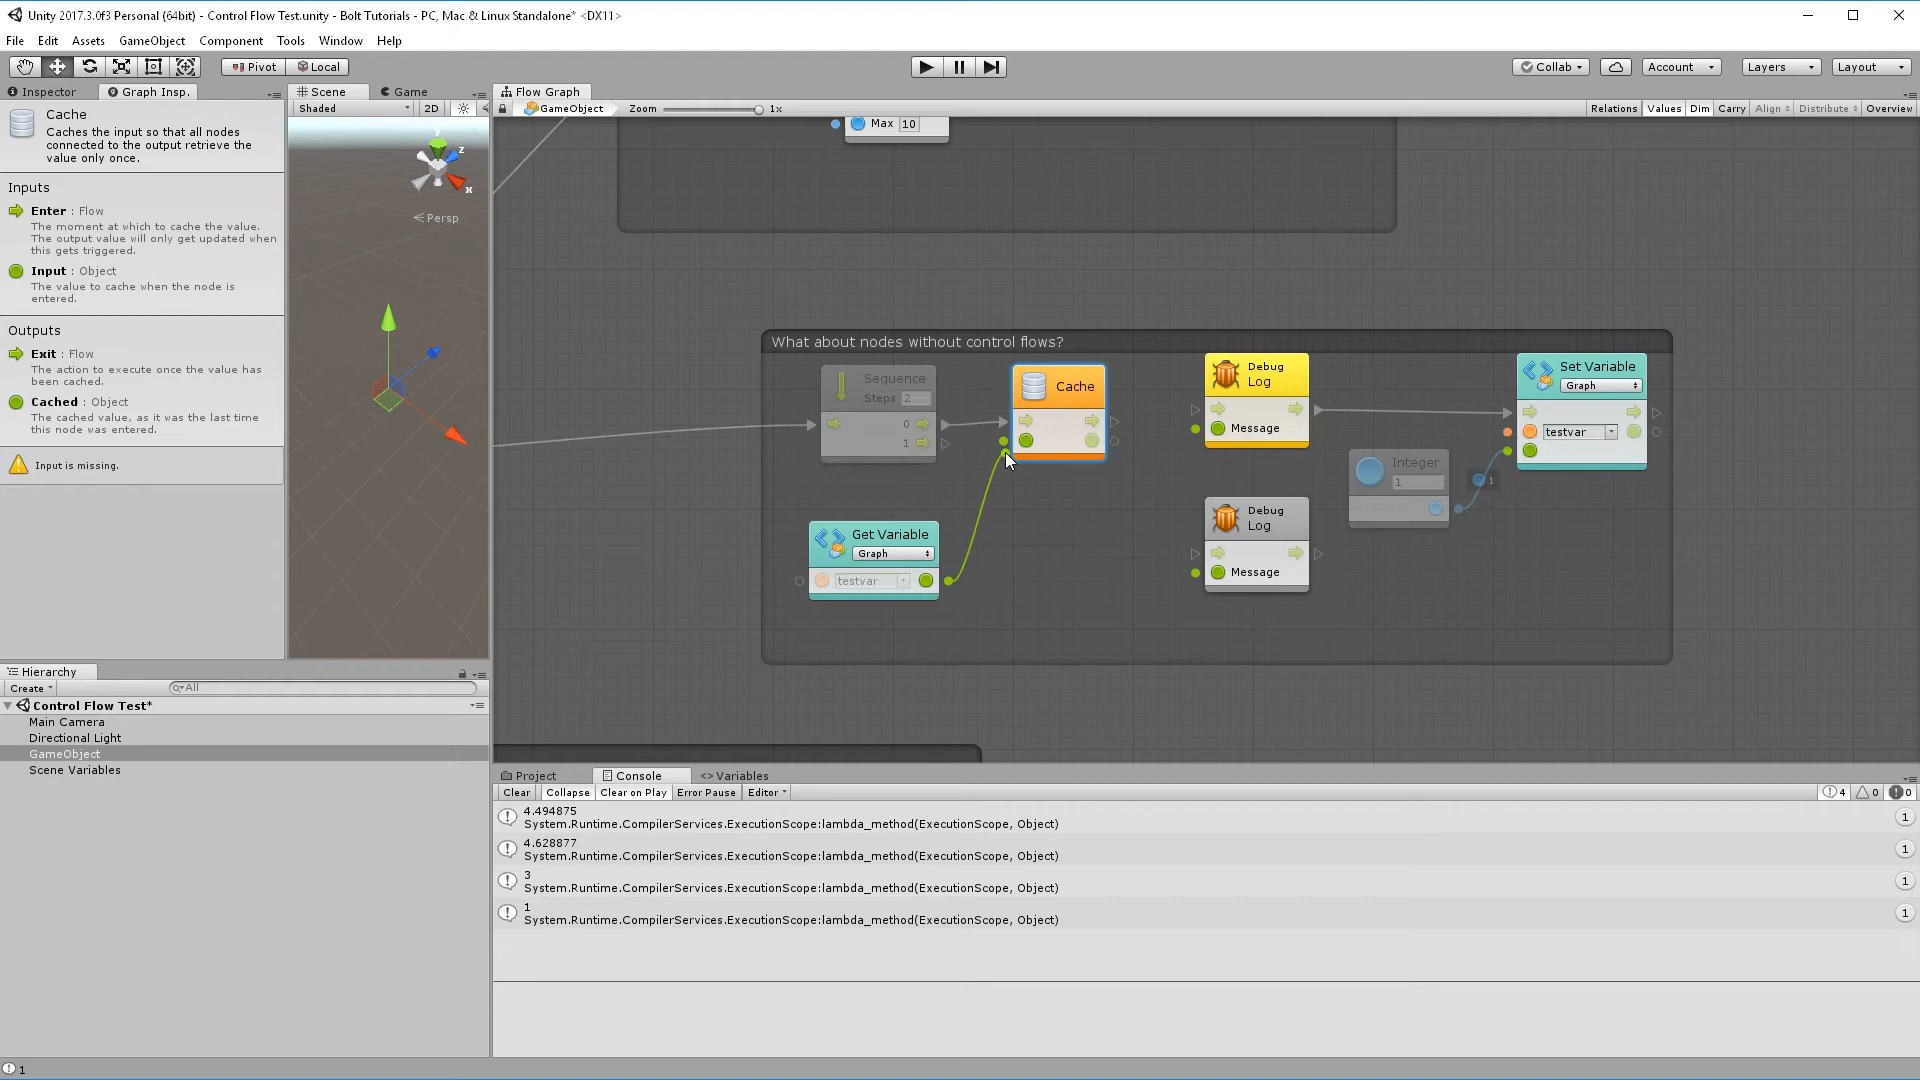 Unity 2017.3.0f3 Personal (64bit) - Control Flow Test.unity - Bolt Tutorials - PC, Mac & Linux Standalone* <DX11>
File Edit Assets GameObject Component Tools Window Help
Pivot Local Collab Account Layers Layout
Inspector Graph Insp. Scene Game Flow Graph
Shaded 2D GameObject Zoom 1x Relations Values Dim Carry Align Distribute Overview
Cache
Caches the input so that all nodes
connected to the output retrieve the
value only once.
Inputs
Enter : Flow
The moment at which to cache the value.
The output value will only get updated when
this gets triggered.
Input : Object
The value to cache when the node is
entered.
Outputs
Exit : Flow
The action to execute once the value has
been cached.
Cached : Object
The cached value, as it was the last time
this node was entered.
Input is missing.
y
z
x
Persp
Max 10
What about nodes without control flows?
Sequence
Steps 2
0
1
Cache
Debug
Log
Message
Set Variable
Graph
testvar
Integer
1
1
Get Variable
Graph
testvar
Debug
Log
Message
Hierarchy
Create All
Control Flow Test*
Main Camera
Directional Light
GameObject
Scene Variables
Project Console <> Variables
Clear Collapse Clear on Play Error Pause Editor 4 0 0
4.494875
System.Runtime.CompilerServices.ExecutionScope:lambda_method(ExecutionScope, Object) 1
4.628877
System.Runtime.CompilerServices.ExecutionScope:lambda_method(ExecutionScope, Object) 1
3
System.Runtime.CompilerServices.ExecutionScope:lambda_method(ExecutionScope, Object) 1
1
System.Runtime.CompilerServices.ExecutionScope:lambda_method(ExecutionScope, Object) 1
1